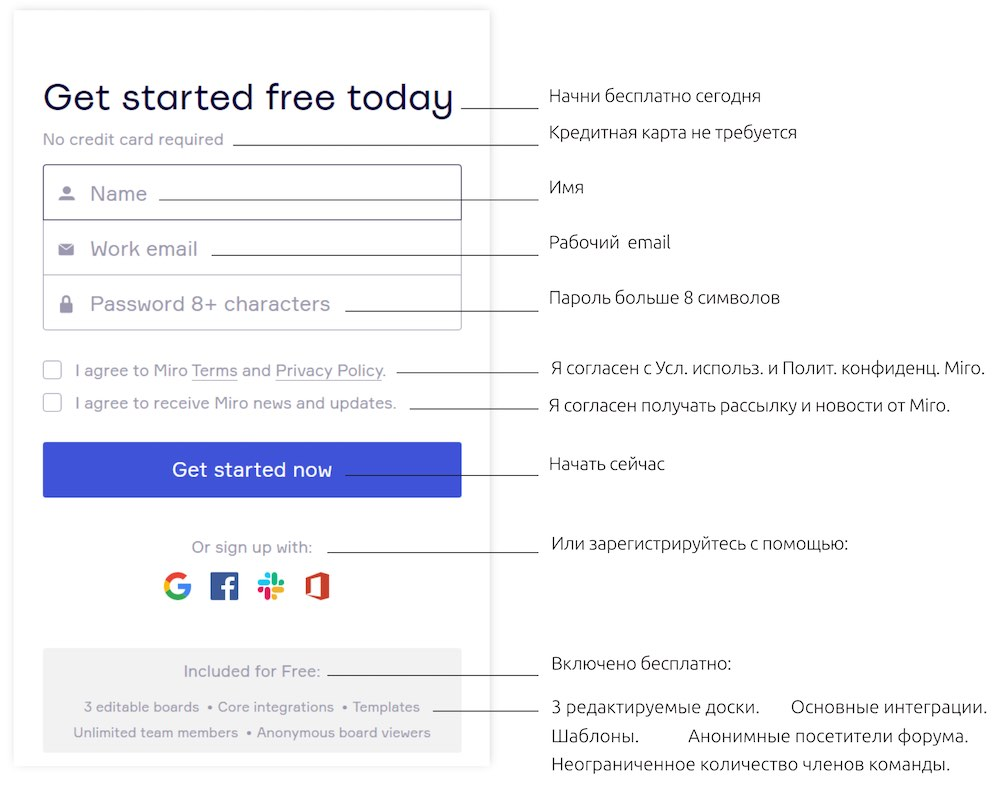 Get started free today
Начни бесплатно сегодня
No credit card required
Кредитная карта не требуется
Name
Имя
Work email
Рабочий email
Password 8+ characters
Пароль больше 8 символов
I agree to Miro Terms and Privacy Policy.
Я согласен с Усл. использ. и Полит. конфиденц. Miro.
I agree to receive Miro news and updates.
Я согласен получать рассылку и новости от Miro.
Get started now
Начать сейчас
Or sign up with:
Или зарегистрируйтесь с помощью:
Included for Free:
Включено бесплатно:
3 editable boards • Core integrations • Templates
3 редактируемые доски. Основные интеграции.
Unlimited team members • Anonymous board viewers
Шаблоны. Анонимные посетители форума.
Неограниченное количество членов команды.